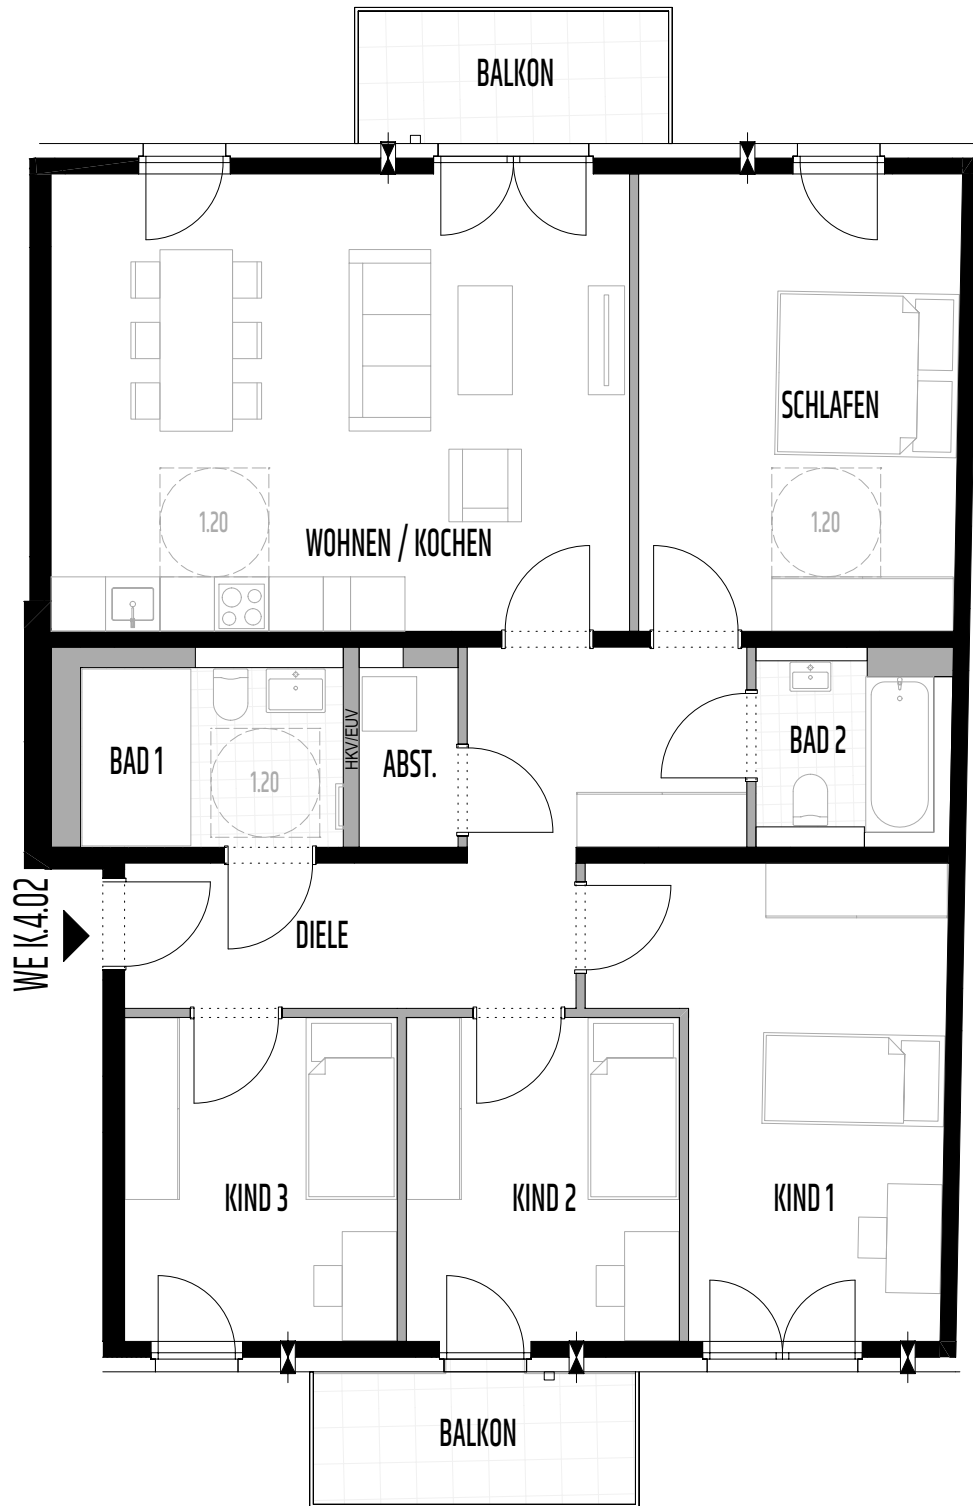 BALKON
SCHLAFEN
1.20
1.20
WOHNEN / KOCHEN
BAD 1
1.20
HKV/EUV
ABST.
BAD 2
WE K.4.02
DIELE
KIND 3
KIND 2
KIND 1
BALKON